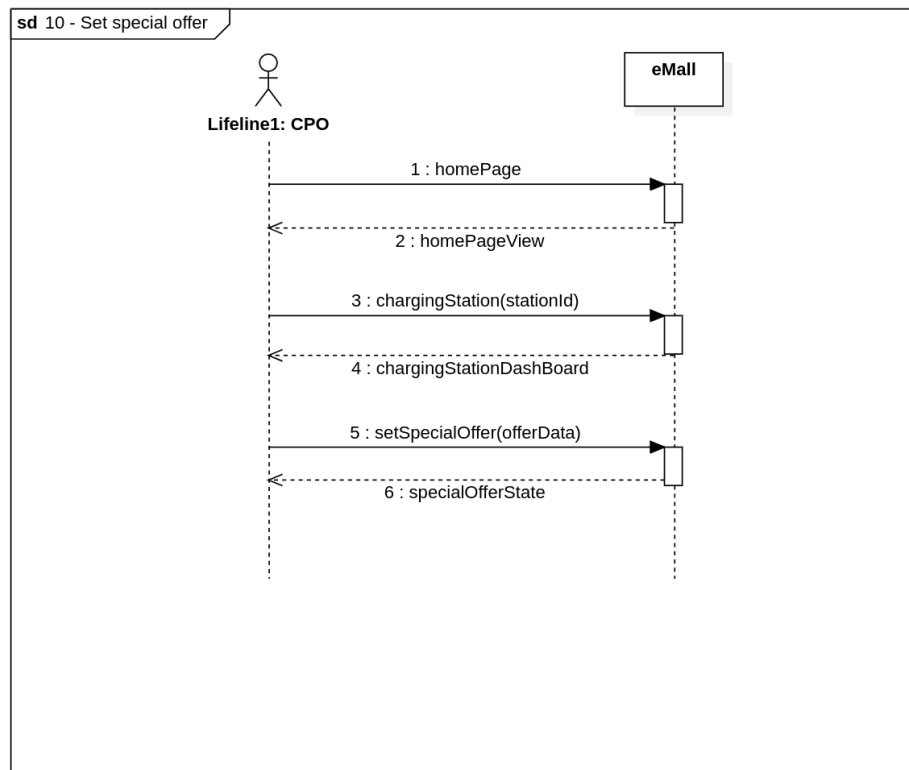 sd 10 - Set special offer
eMall
Lifeline1: CPO
1 : homePage
2 : homePageView
3 : chargingStation(stationId)
4 : chargingStationDashBoard
5 : setSpecialOffer(offerData)
6 : specialOfferState